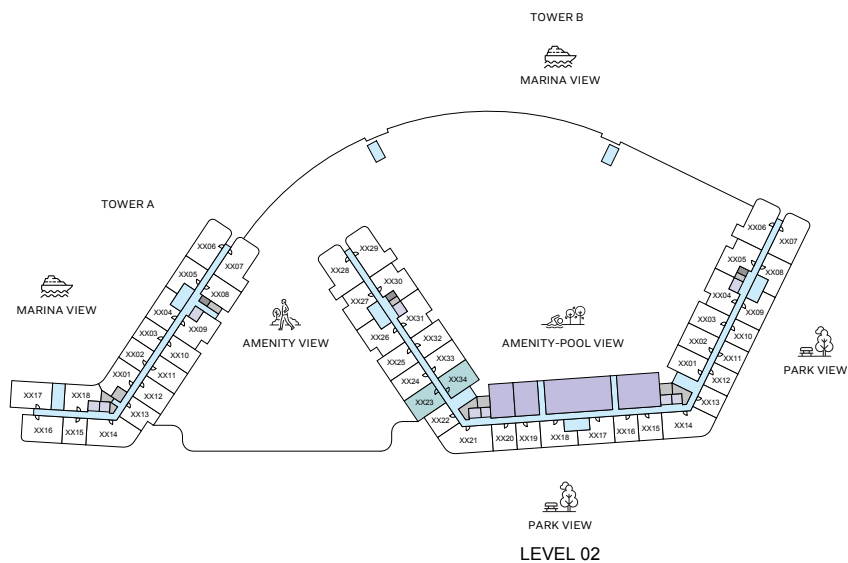 TOWER B
MARINA VIEW
TOWER A
MARINA VIEW
AMENITY VIEW
AMENITY-POOL VIEW
PARK VIEW
PARK VIEW
LEVEL 02
XX06
XX07
XX05
XX08
XX04
XX09
XX03
XX10
XX02
XX11
XX01
XX12
XX13
XX17
XX18
XX16
XX15
XX14
XX29
XX28
XX30
XX27
XX31
XX26
XX32
XX25
XX33
XX24
XX34
XX23
XX22
XX21
XX20
XX19
XX18
XX17
XX16
XX15
XX14
XX06
XX07
XX05
XX08
XX04
XX09
XX03
XX10
XX02
XX11
XX01
XX12
XX13